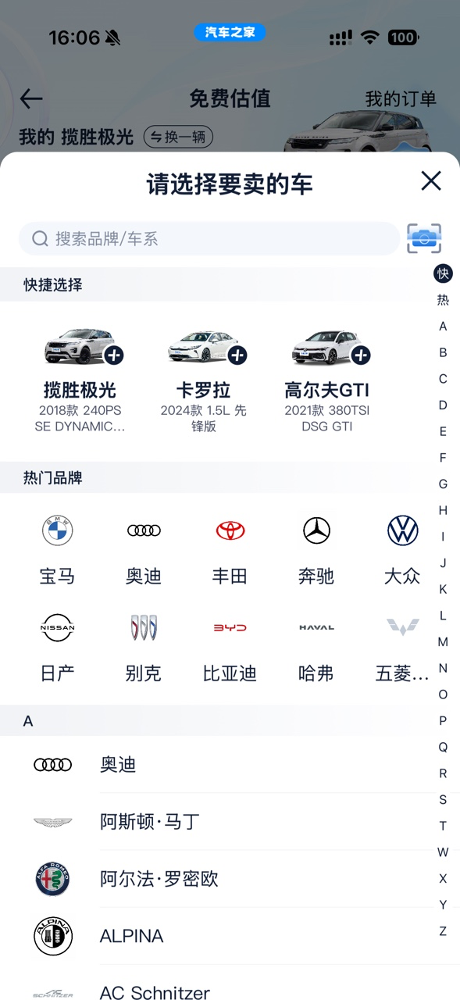 16:06
汽车之家
100
免费估值
我的订单
我的 揽胜极光
换一辆
请选择要卖的车
搜索品牌/车系
快捷选择
快
热
A
B
C
D
E
F
G
H
I
J
K
L
M
N
O
P
Q
R
S
T
W
X
Y
Z
揽胜极光
2018款 240PS
SE DYNAMIC...
卡罗拉
2024款 1.5L 先
锋版
高尔夫GTI
2021款 380TSI
DSG GTI
热门品牌
BMW
宝马
奥迪
丰田
奔驰
大众
NISSAN
BYD
HAVAL
日产
别克
比亚迪
哈弗
五菱...
A
奥迪
阿斯顿·马丁
ALFA ROMEO
阿尔法·罗密欧
ALPINA
ALPINA
AC SCHNITZER
AC Schnitzer